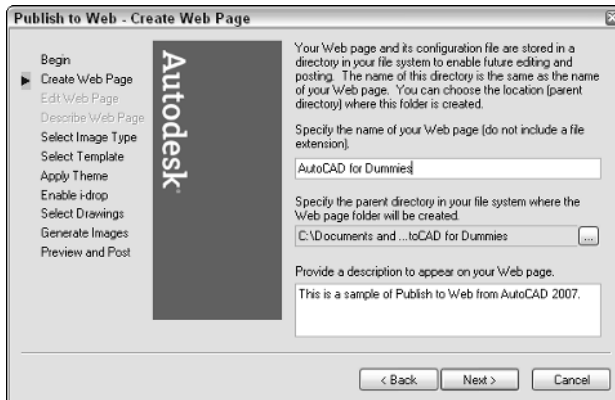 Publish to Web - Create Web Page
Begin
Create Web Page
Edit Web Page
Describe Web Page
Select Image Type
Select Template
Apply Theme
Enable i-drop
Select Drawings
Generate Images
Preview and Post
Autodesk
Your Web page and its configuration file are stored in a
directory in your file system to enable future editing and
posting. The name of this directory is the same as the name
of your Web page. You can choose the location (parent
directory) where this folder is created.
Specify the name of your Web page (do not include a file
extension).
AutoCAD for Dummies
Specify the parent directory in your file system where the
Web page folder will be created.
C:\Documents and ...toCAD for Dummies
...
Provide a description to appear on your Web page.
This is a sample of Publish to Web from AutoCAD 2007.
< Back
Next >
Cancel